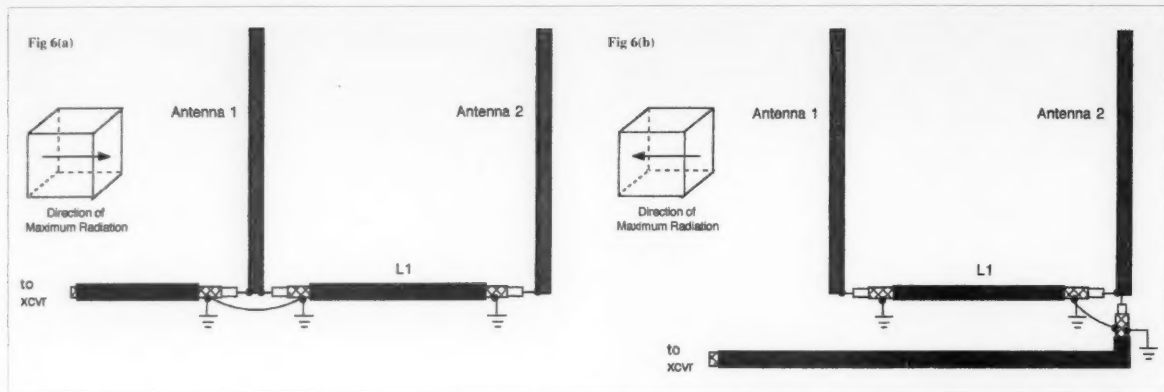 Fig 6(a)
Antenna 1
Antenna 2
Direction of
Maximum Radiation
L1
to
xcvr
Fig 6(b)
Antenna 1
Antenna 2
Direction of
Maximum Radiation
L1
to
xcvr